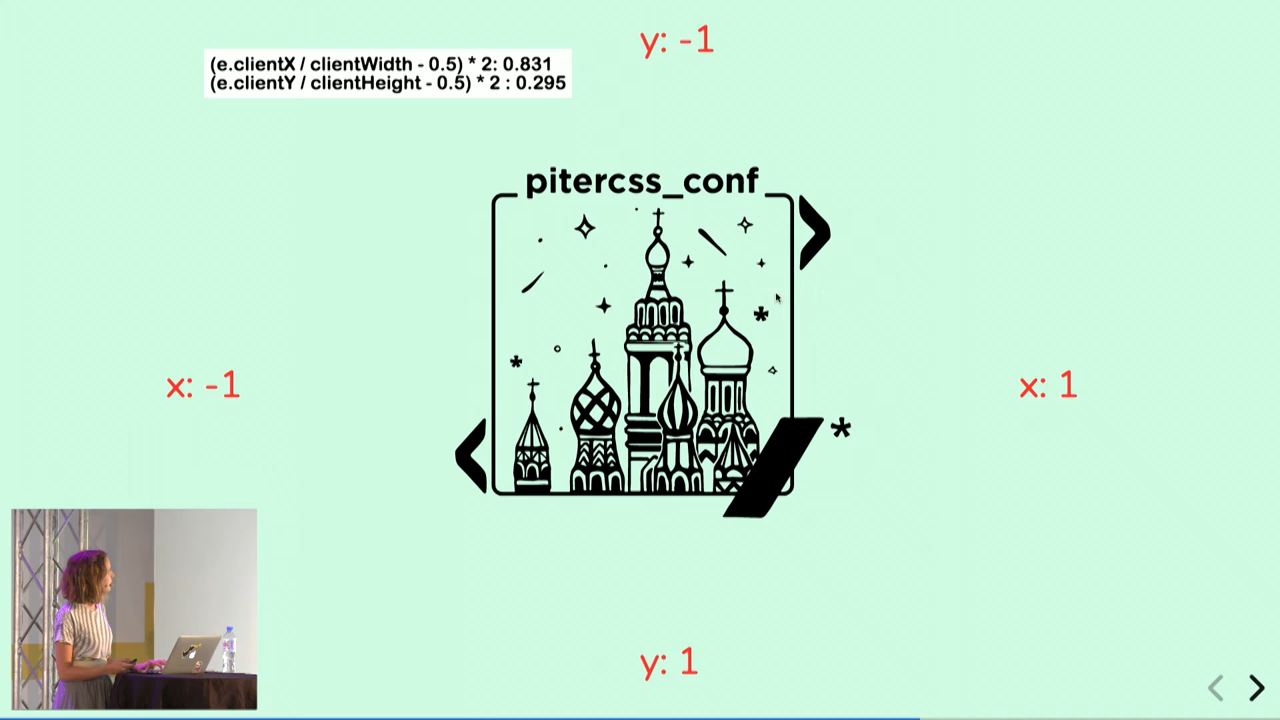 y: -1
(e.clientX / clientWidth - 0.5) * 2: 0.831
(e.clientY / clientHeight - 0.5) * 2 : 0.295
pitercss_conf
x: -1
x: 1
*
y: 1